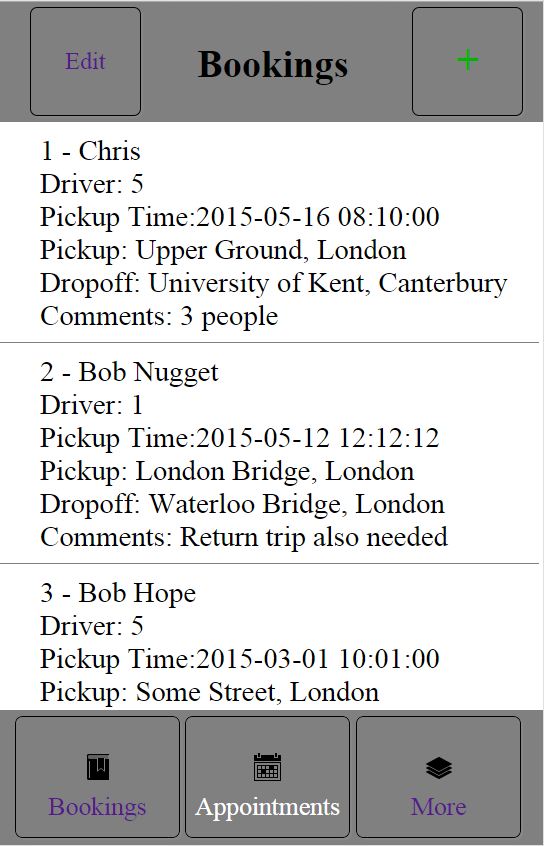 Edit
Bookings
+
1 - Chris
Driver: 5
Pickup Time:2015-05-16 08:10:00
Pickup: Upper Ground, London
Dropoff: University of Kent, Canterbury
Comments: 3 people
2 - Bob Nugget
Driver: 1
Pickup Time:2015-05-12 12:12:12
Pickup: London Bridge, London
Dropoff: Waterloo Bridge, London
Comments: Return trip also needed
3 - Bob Hope
Driver: 5
Pickup Time:2015-03-01 10:01:00
Pickup: Some Street, London
Bookings
Appointments
More